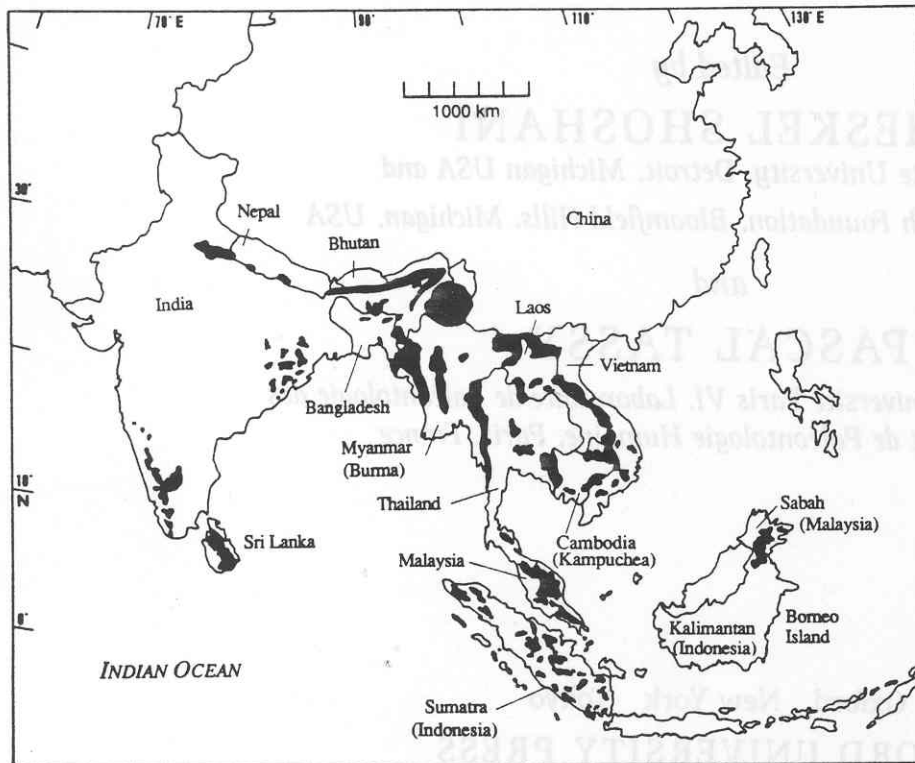 70°E
90°
110°
130°E
1000 km
30°
China
Nepal
Bhutan
India
Laos
Vietnam
Bangladesh
Myanmar
(Burma)
10°
N
Thailand
Sabah
(Malaysia)
Sri Lanka
Cambodia
(Kampuchea)
Malaysia
0°
Kalimantan
(Indonesia)
Borneo
Island
INDIAN OCEAN
Sumatra
(Indonesia)